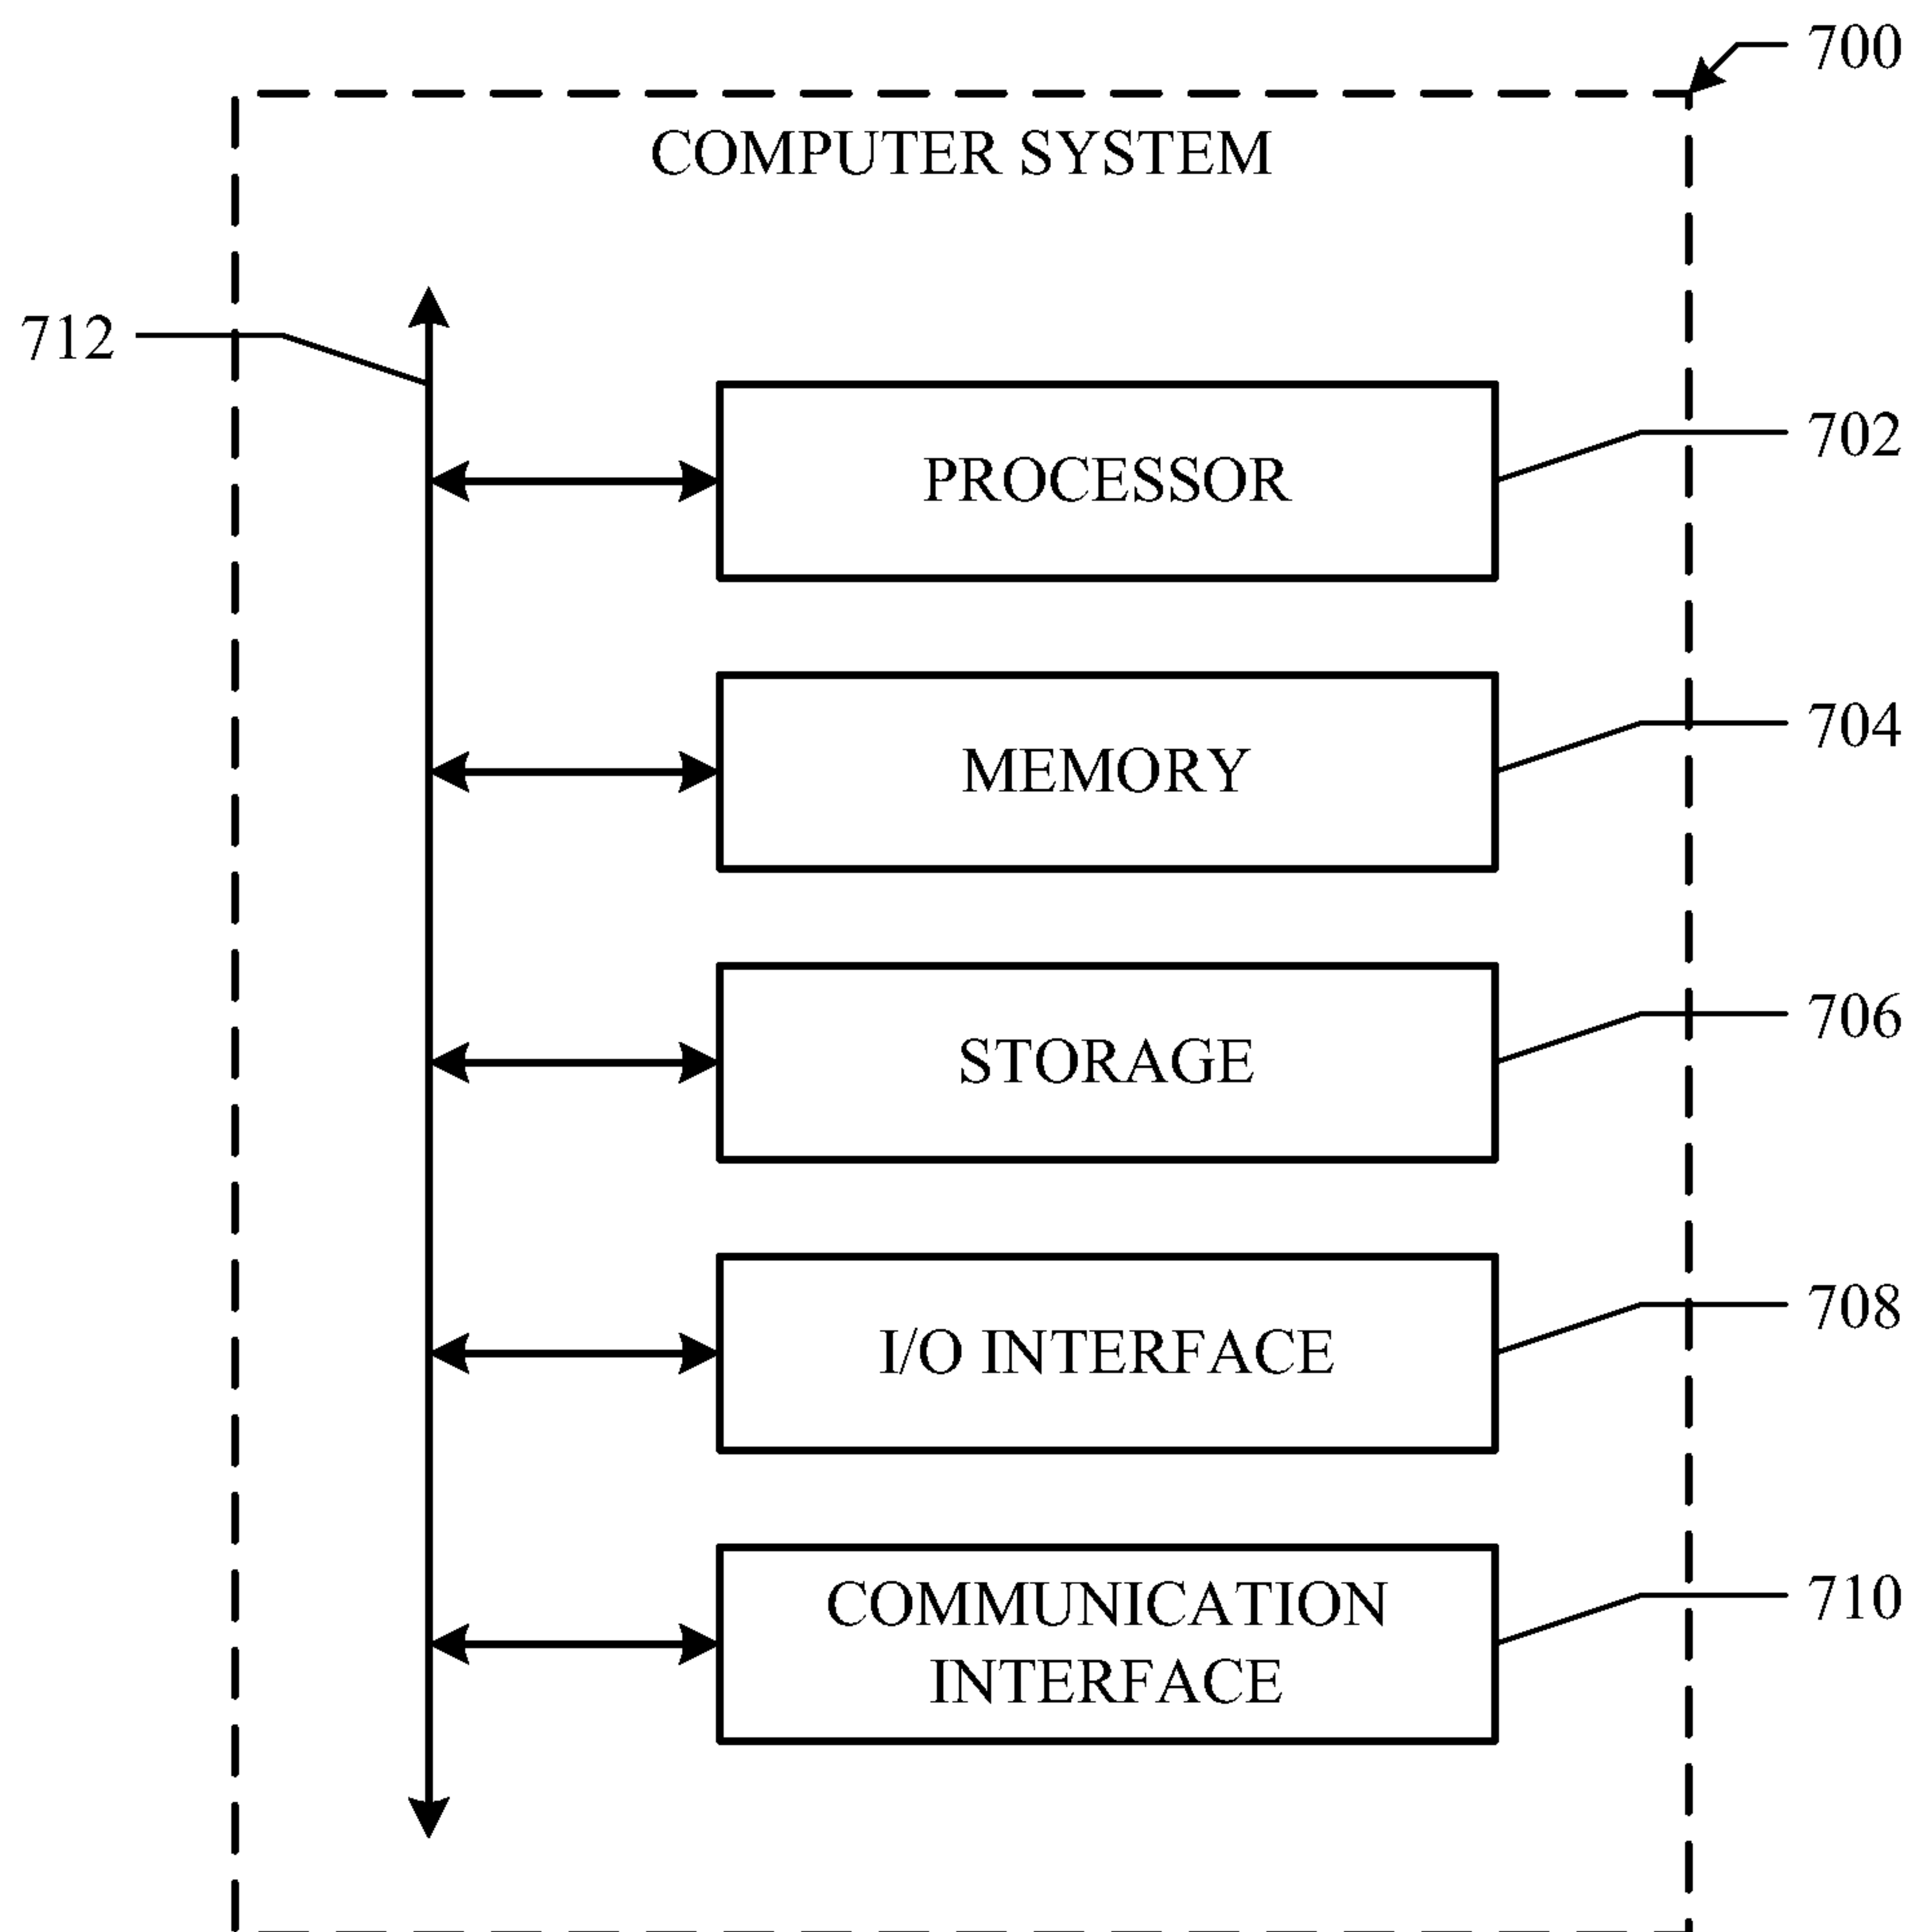 700
COMPUTER SYSTEM
712
702
PROCESSOR
704
MEMORY
706
STORAGE
708
I/O INTERFACE
710
COMMUNICATION
INTERFACE